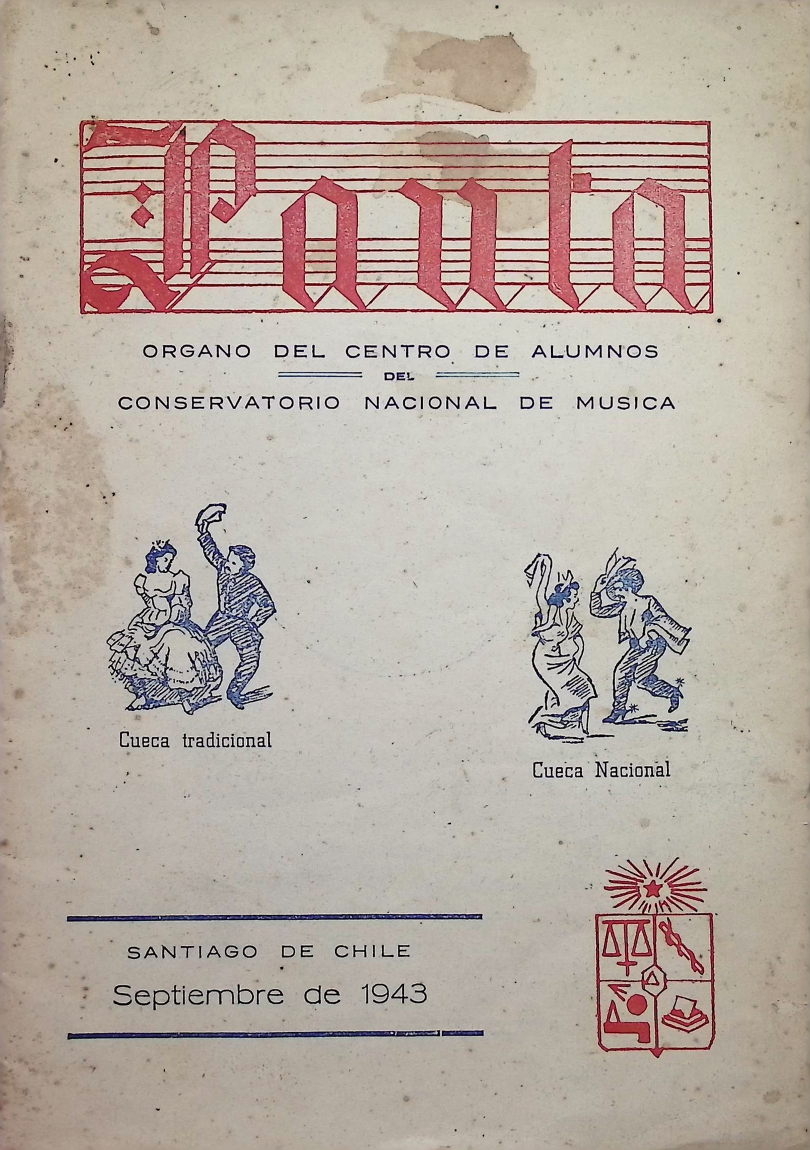 Pauta
ORGANO DEL CENTRO DE ALUMNOS
DEL
CONSERVATORIO NACIONAL DE MUSICA
Cueca tradicional
Cueca Nacional
SANTIAGO DE CHILE
Septiembre de 1943